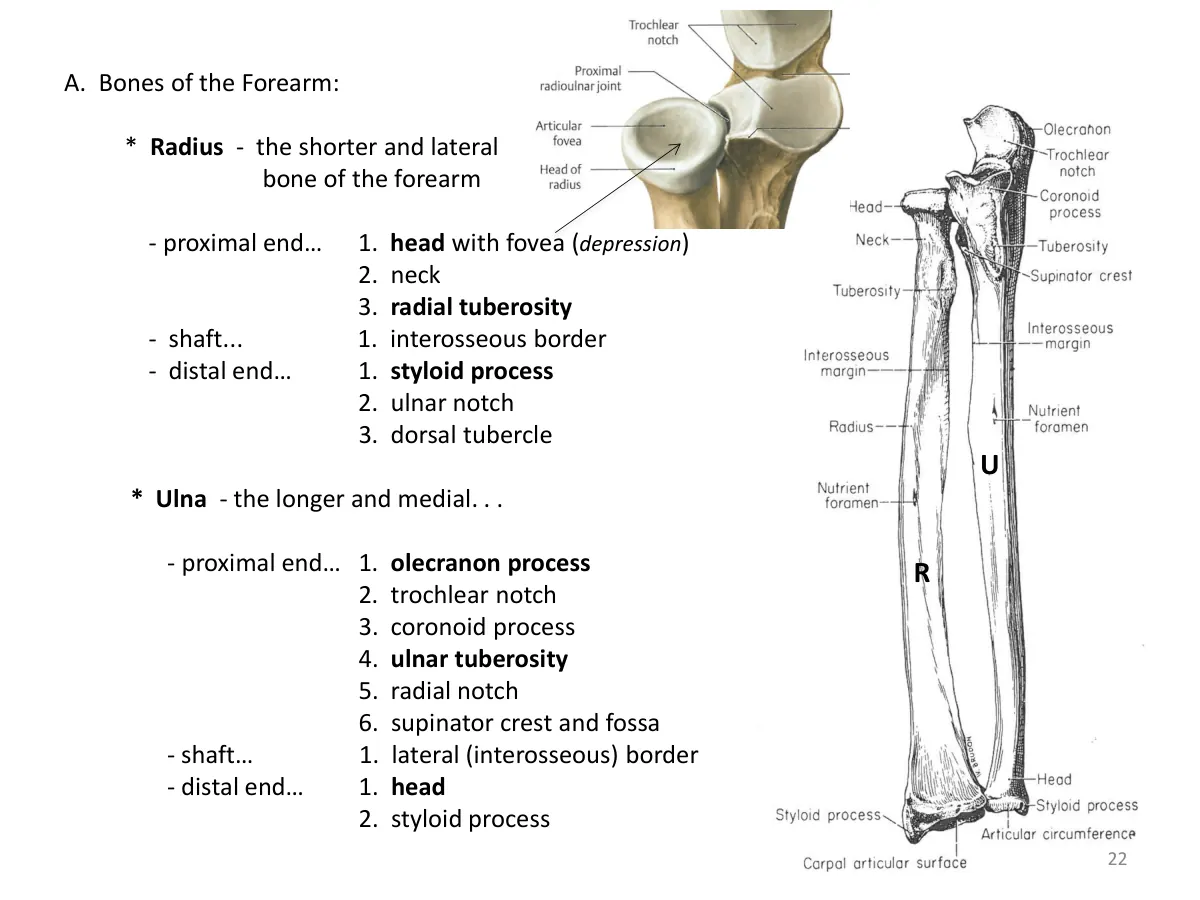 A. Bones of the Forearm:
* Radius - the shorter and lateral
bone of the forearm
- proximal end… 1. head with fovea (depression)
2. neck
3. radial tuberosity
- shaft... 1. interosseous border
- distal end… 1. styloid process
2. ulnar notch
3. dorsal tubercle
* Ulna - the longer and medial. . .
- proximal end… 1. olecranon process
2. trochlear notch
3. coronoid process
4. ulnar tuberosity
5. radial notch
6. supinator crest and fossa
- shaft… 1. lateral (interosseous) border
- distal end… 1. head
2. styloid process
Trochlear
notch
Proximal
radioulnar joint
Articular
fovea
Head of
radius
Olecranon
Trochlear
notch
Coronoid
process
Tuberosity
Supinator crest
Interosseous
margin
Nutrient
foramen
U
Head
Styloid process
Articular circumference
Head
Neck
Tuberosity
Interosseous
margin
Radius
Nutrient
foramen
R
Styloid process
Carpal articular surface
22